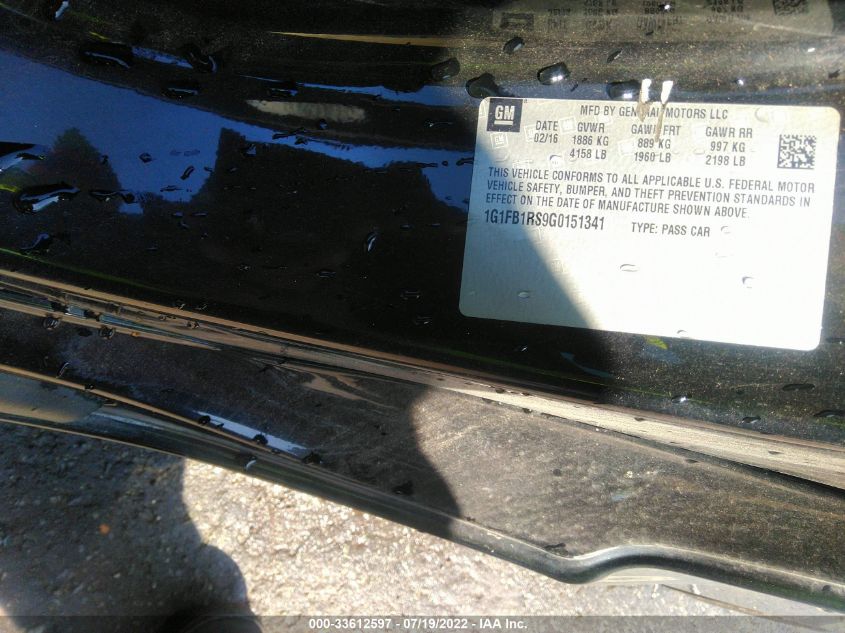 GM
MFD BY GENERAL MOTORS LLC
DATE GVWR GAWR FRT GAWR RR
02/16 1886 KG 889 KG 997 KG
4158 LB 1960 LB 2198 LB
THIS VEHICLE CONFORMS TO ALL APPLICABLE U.S. FEDERAL MOTOR
VEHICLE SAFETY, BUMPER, AND THEFT PREVENTION STANDARDS IN
EFFECT ON THE DATE OF MANUFACTURE SHOWN ABOVE.
1G1FB1RS9G0151341 TYPE: PASS CAR
000-33612597 - 07/19/2022 - IAA Inc.